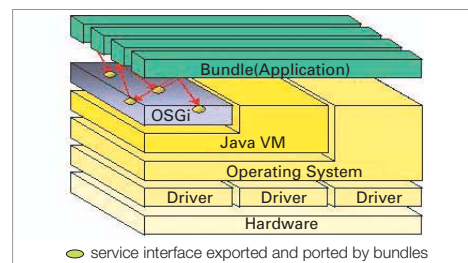 Bundle(Application)
OSGi
Java VM
Operating System
Driver Driver Driver
Hardware
service interface exported and ported by bundles